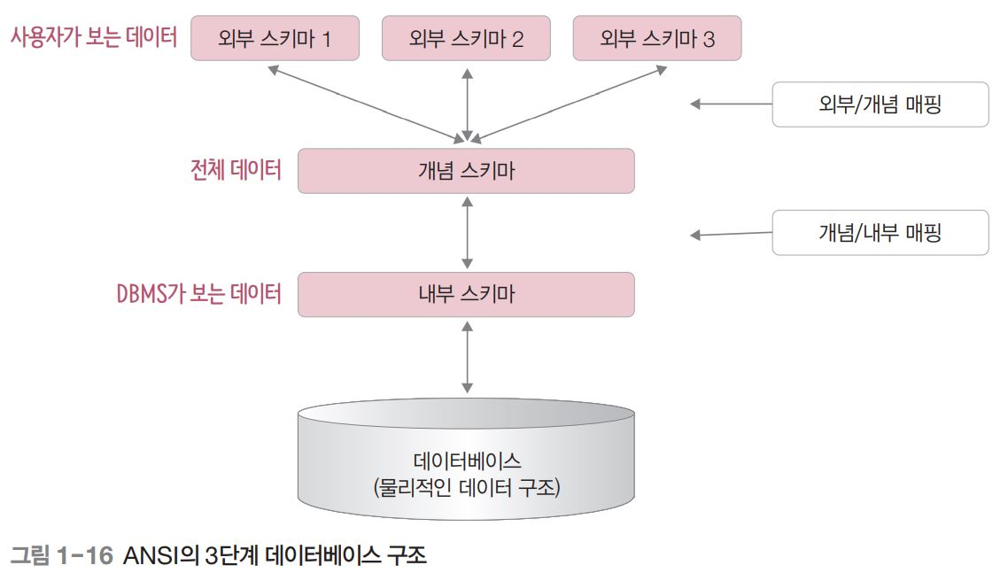 사용자가 보는 데이터
외부 스키마 1
외부 스키마 2
외부 스키마 3
외부/개념 매핑
전체 데이터
개념 스키마
개념/내부 매핑
DBMS가 보는 데이터
내부 스키마
데이터베이스
(물리적인 데이터 구조)
그림 1-16 ANSI의 3단계 데이터베이스 구조